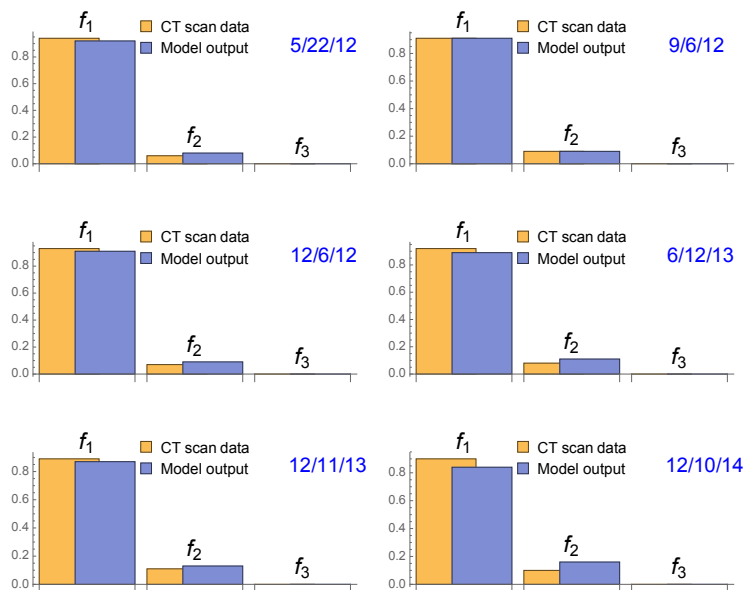 f1
CT scan data
Model output
5/22/12
0.8
0.6
0.4
0.2
0.0
f2
f3
f1
CT scan data
Model output
9/6/12
0.8
0.6
0.4
0.2
0.0
f2
f3
f1
CT scan data
Model output
12/6/12
0.8
0.6
0.4
0.2
0.0
f2
f3
f1
CT scan data
Model output
6/12/13
0.8
0.6
0.4
0.2
0.0
f2
f3
f1
CT scan data
Model output
12/11/13
0.8
0.6
0.4
0.2
0.0
f2
f3
f1
CT scan data
Model output
12/10/14
0.8
0.6
0.4
0.2
0.0
f2
f3